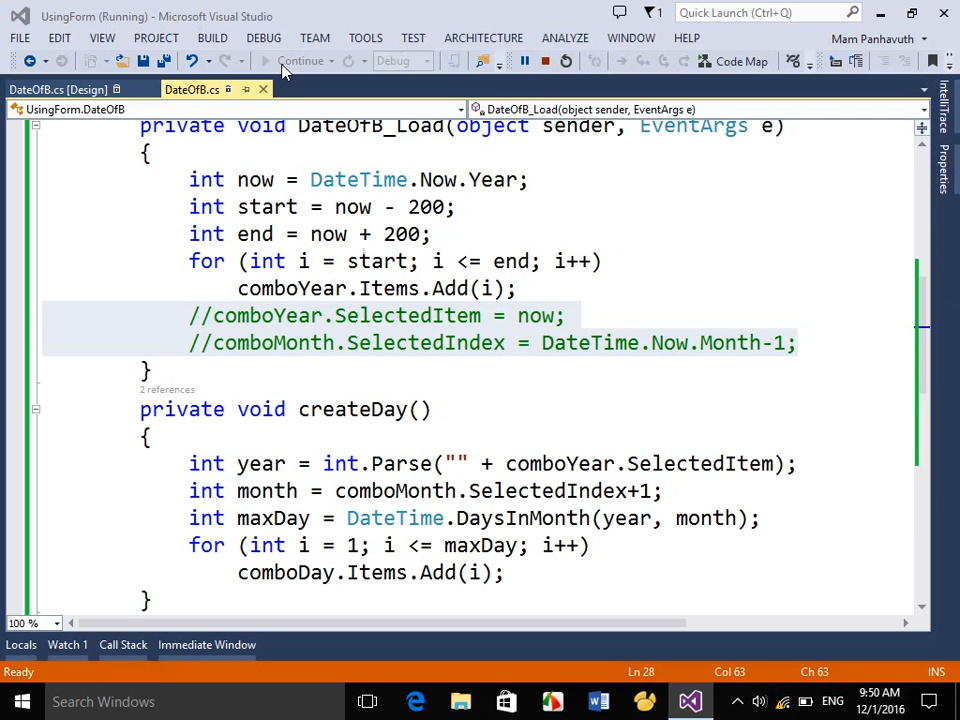 UsingForm (Running) - Microsoft Visual Studio
1
Quick Launch (Ctrl+Q)
FILE EDIT VIEW PROJECT BUILD DEBUG TEAM TOOLS TEST ARCHITECTURE ANALYZE WINDOW HELP Mam Panhavuth
Continue Debug Code Map
DateOfB.cs [Design] DateOfB.cs
UsingForm.DateOfB DateOfB_Load(object sender, EventArgs e)
private void DateOfB_Load(object sender, EventArgs e)
{
int now = DateTime.Now.Year;
int start = now - 200;
int end = now + 200;
for (int i = start; i <= end; i++)
comboYear.Items.Add(i);
//comboYear.SelectedItem = now;
//comboMonth.SelectedIndex = DateTime.Now.Month-1;
}
2 references
private void createDay()
{
int year = int.Parse("" + comboYear.SelectedItem);
int month = comboMonth.SelectedIndex+1;
int maxDay = DateTime.DaysInMonth(year, month);
for (int i = 1; i <= maxDay; i++)
comboDay.Items.Add(i);
}
IntelliTrace
Properties
100 %
Locals Watch 1 Call Stack Immediate Window
Ready Ln 28 Col 63 Ch 63 INS
Search Windows
ENG
9:50 AM
12/1/2016